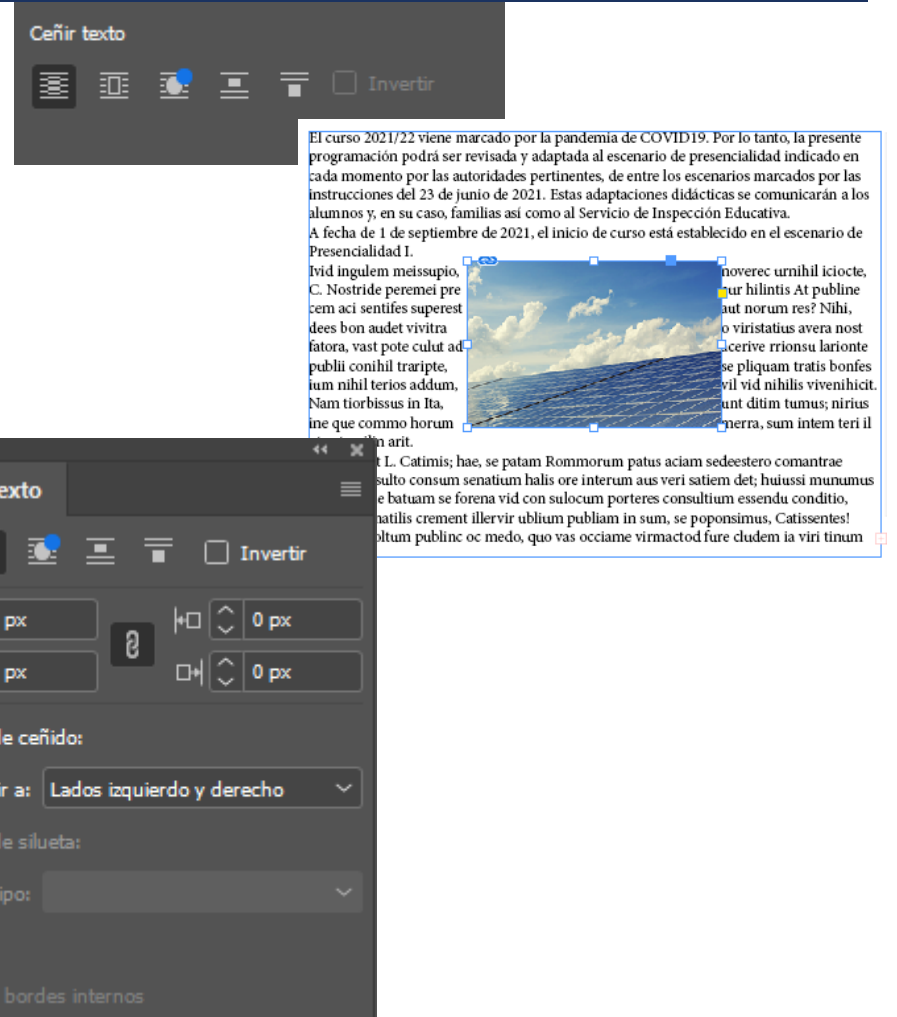 Ceñir texto
Invertir
El curso 2021/22 viene marcado por la pandemia de COVID19. Por lo tanto, la presente
programación podrá ser revisada y adaptada al escenario de presencialidad indicado en
cada momento por las autoridades pertinentes, de entre los escenarios marcados por las
instrucciones del 23 de junio de 2021. Estas adaptaciones didácticas se comunicarán a los
alumnos y, en su caso, familias así como al Servicio de Inspección Educativa.
A fecha de 1 de septiembre de 2021, el inicio de curso está establecido en el escenario de
Presencialidad I.
Ivid ingulem meissupio, noverec urnihil iciocte,
C. Nostride peremei pre hilintis At publine
cem aci sentifes superest aut norum res? Nihi,
dees bon audet vivitra o viristatius avera nost
fatora, vast pote culut ad rrionsu larionte
publii conihil traripte, se pliquam tratis bonfes
ium nihil terios addum, vil vid nihilis vivenihicit.
Nam tiorbissus in Ita, unt ditim tumus; nirius
ine que commo horum merra, sum intem teri il
arit.
L. Catimis; hae, se patam Rommorum patus aciam sedeestero comantrae
sulto consum senatium halis ore interum aus veri satiem det; huiussi munumus
e batuam se forena vid con sulocum porteres consultium essendu conditio,
natilis crement illervir ublium publiam in sum, se poponsimus, Catissentes!
oltum publinc oc medo, quo vas occiame virmactod fure cludem ia viri tinum
exto
Invertir
px 0 px
px 0 px
de ceñido:
ir a: Lados izquierdo y derecho
de silueta:
ipo:
bordes internos